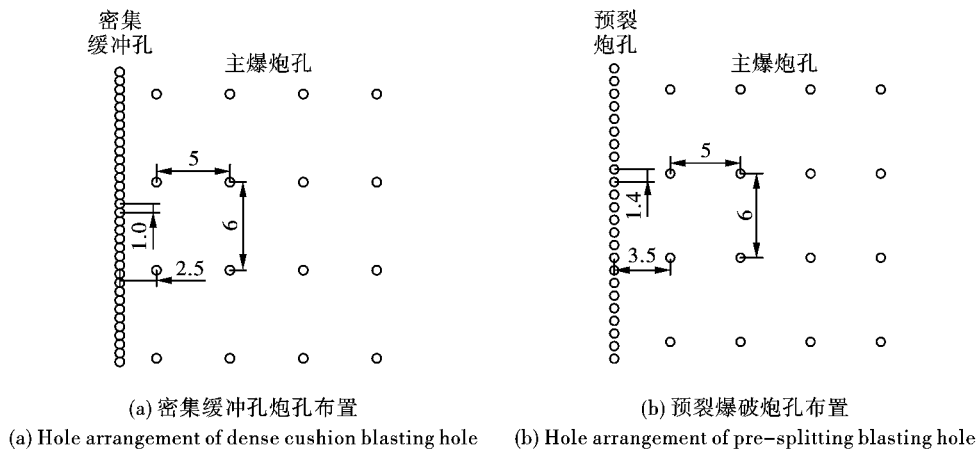 密集
缓冲孔
主爆炮孔
5
6
1.0
2.5
(a) 密集缓冲孔炮孔布置
(a) Hole arrangement of dense cushion blasting hole
预裂
炮孔
主爆炮孔
5
6
1.4
3.5
(b) 预裂爆破炮孔布置
(b) Hole arrangement of pre-splitting blasting hole